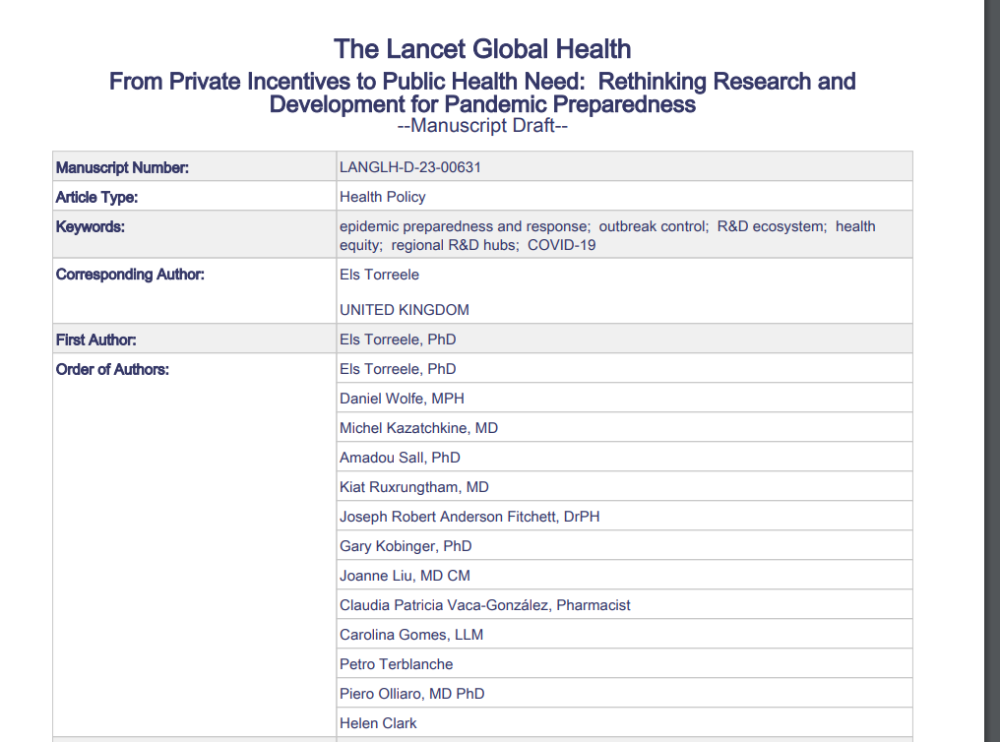 The Lancet Global Health
From Private Incentives to Public Health Need:  Rethinking Research and
Development for Pandemic Preparedness
--Manuscript Draft--
Manuscript Number: LANGLH-D-23-00631
Article Type: Health Policy
Keywords: epidemic preparedness and response;  outbreak control;  R&D ecosystem;  health
equity;  regional R&D hubs;  COVID-19
Corresponding Author: Els Torreele
UNITED KINGDOM
First Author: Els Torreele, PhD
Order of Authors: Els Torreele, PhD
Daniel Wolfe, MPH
Michel Kazatchkine, MD
Amadou Sall, PhD
Kiat Ruxrungtham, MD
Joseph Robert Anderson Fitchett, DrPH
Gary Kobinger, PhD
Joanne Liu, MD CM
Claudia Patricia Vaca-González, Pharmacist
Carolina Gomes, LLM
Petro Terblanche
Piero Olliaro, MD PhD
Helen Clark